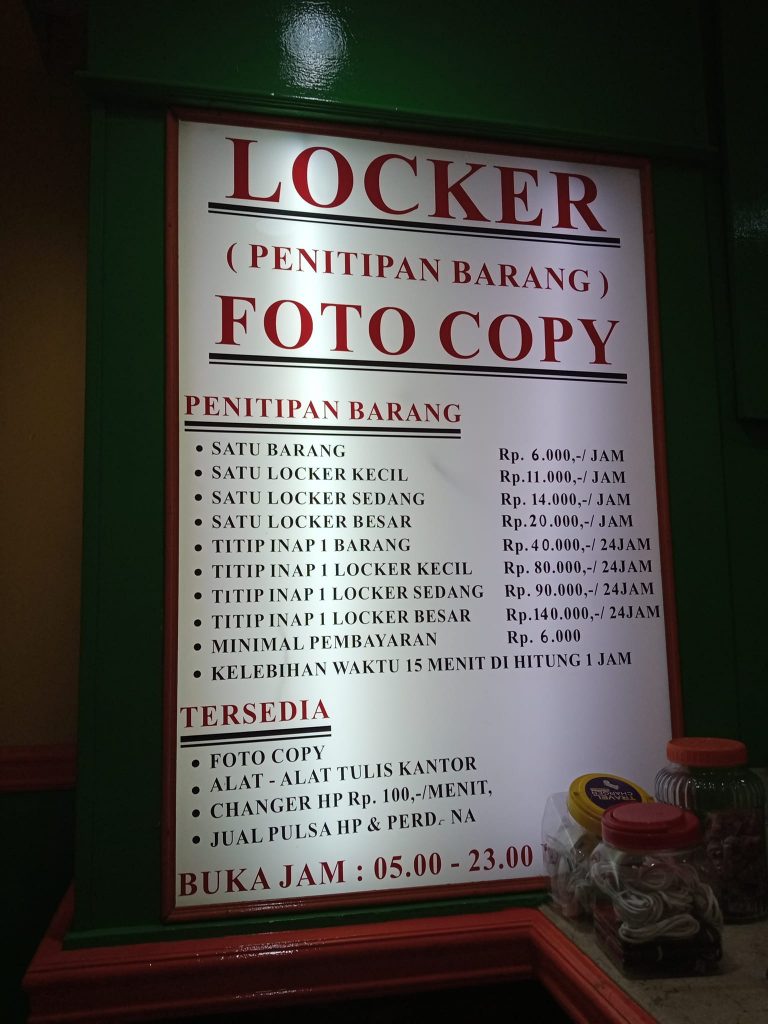 LOCKER
( PENITIPAN BARANG )
FOTO COPY
PENITIPAN BARANG
• SATU BARANG Rp. 6.000,-/ JAM
• SATU LOCKER KECIL Rp.11.000,-/ JAM
• SATU LOCKER SEDANG Rp. 14.000,-/ JAM
• SATU LOCKER BESAR Rp.20.000,-/ JAM
• TITIP INAP 1 BARANG Rp.40.000,-/ 24JAM
• TITIP INAP 1 LOCKER KECIL Rp. 80.000,-/ 24JAM
• TITIP INAP 1 LOCKER SEDANG Rp. 90.000,-/ 24JAM
• TITIP INAP 1 LOCKER BESAR Rp.140.000,-/ 24JAM
• MINIMAL PEMBAYARAN Rp. 6.000
• KELEBIHAN WAKTU 15 MENIT DI HITUNG 1 JAM
TERSEDIA
• FOTO COPY
• ALAT - ALAT TULIS KANTOR
• CHANGER HP Rp. 100,-/MENIT,
• JUAL PULSA HP &
BUKA JAM : 05.00 - 23.00
TRAVEL
CHARGER